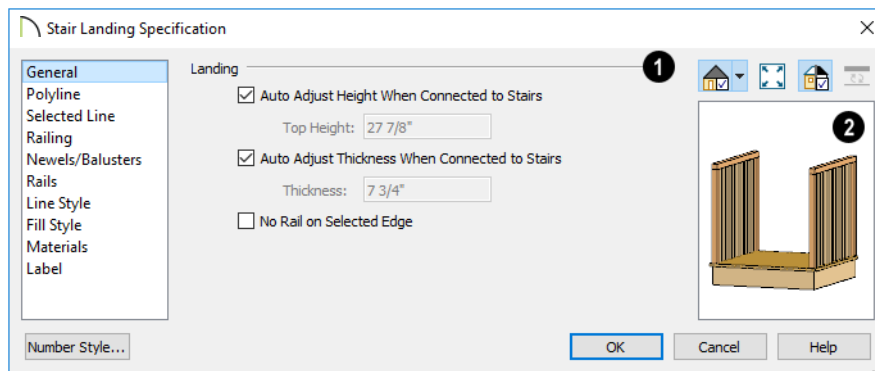 Stair Landing Specification
General
Polyline
Selected Line
Railing
Newels/Balusters
Rails
Line Style
Fill Style
Materials
Label
Landing
1
Auto Adjust Height When Connected to Stairs
Top Height: 27 7/8"
Auto Adjust Thickness When Connected to Stairs
Thickness: 7 3/4"
No Rail on Selected Edge
2
Number Style...
OK
Cancel
Help